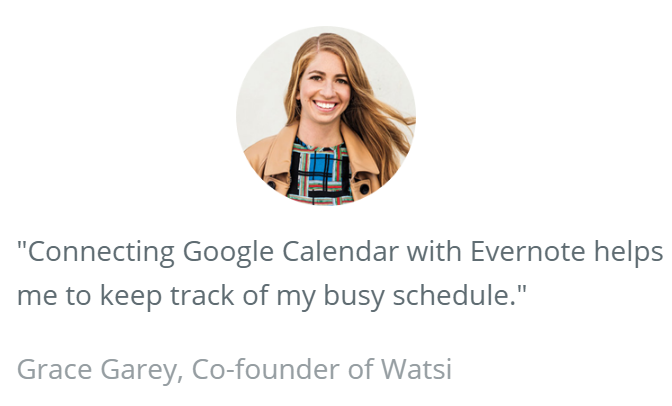 "Connecting Google Calendar with Evernote helps
me to keep track of my busy schedule."
Grace Garey, Co-founder of Watsi